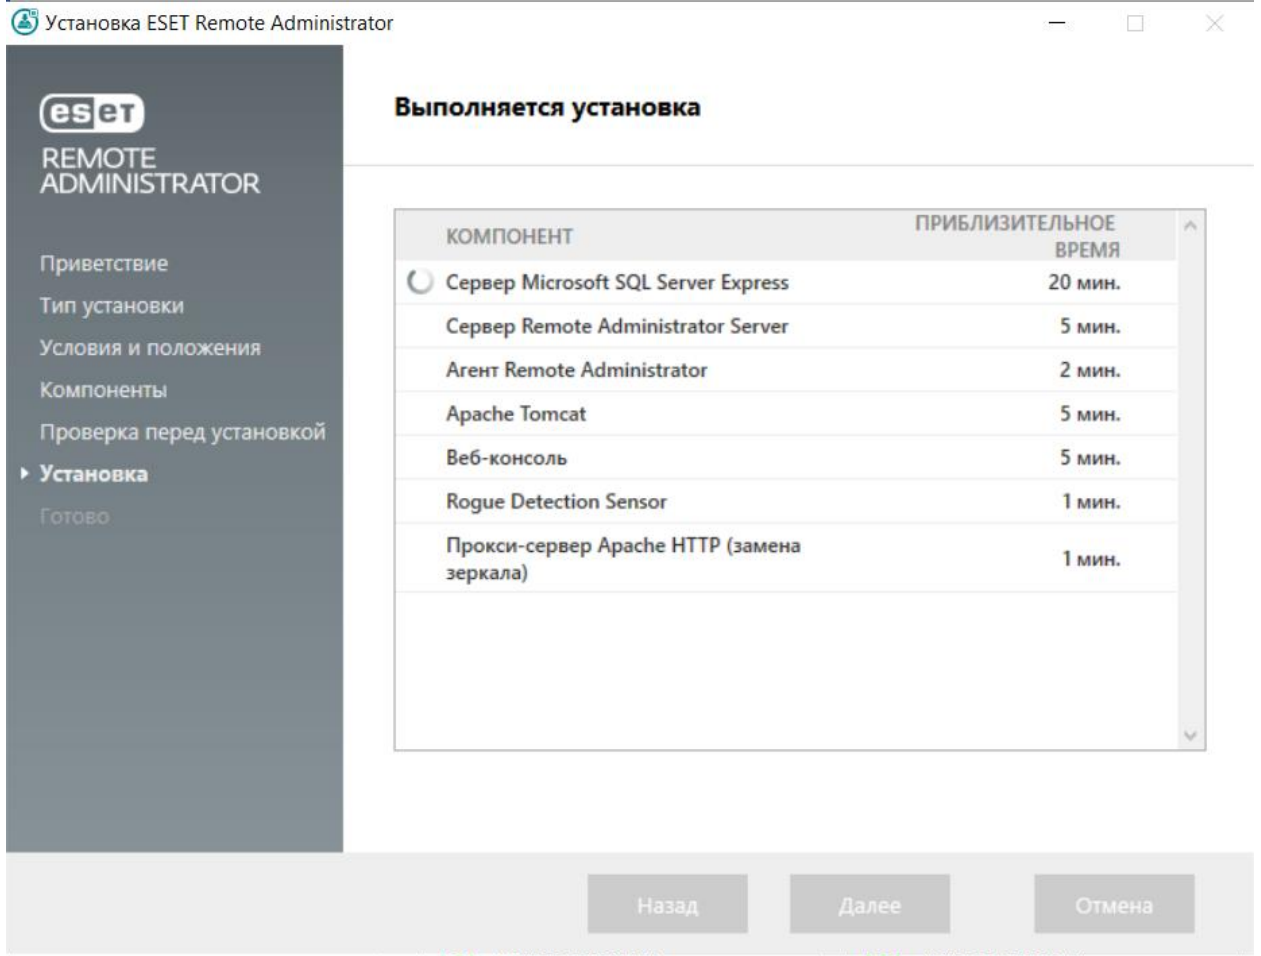 Установка ESET Remote Administrator
eset
REMOTE
ADMINISTRATOR
Приветствие
Тип установки
Условия и положения
Компоненты
Проверка перед установкой
Установка
Готово
Выполняется установка
КОМПОНЕНТ
ПРИБЛИЗИТЕЛЬНОЕ
ВРЕМЯ
Сервер Microsoft SQL Server Express 20 мин.
Сервер Remote Administrator Server 5 мин.
Агент Remote Administrator 2 мин.
Apache Tomcat 5 мин.
Веб-консоль 5 мин.
Rogue Detection Sensor 1 мин.
Прокси-сервер Apache HTTP (замена
зеркала) 1 мин.
Назад
Далее
Отмена